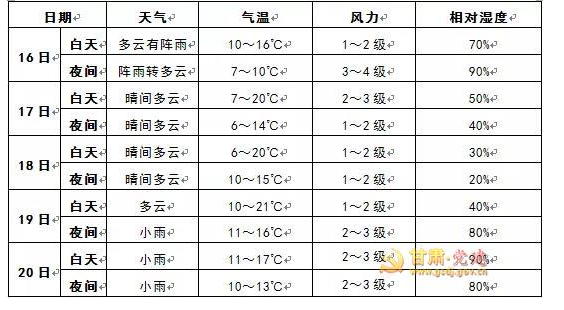 日期 天气 气温 风力 相对湿度
16日 白天 多云有阵雨 10～16℃ 1～2级 70%
夜间 阵雨转多云 7～10℃ 3～4级 90%
17日 白天 晴间多云 7～20℃ 2～3级 50%
夜间 晴间多云 6～14℃ 1～2级 40%
18日 白天 晴间多云 6～20℃ 1～2级 30%
夜间 晴间多云 10～15℃ 1～2级 20%
19日 白天 多云 10～21℃ 1～2级 40%
夜间 小雨 11～16℃ 2～3级 80%
20日 白天 小雨 11～17℃ 2～3级 90%
夜间 小雨 10～13℃ 2～3级 80%
甘肃·党建
www.gsdj.gov.cn